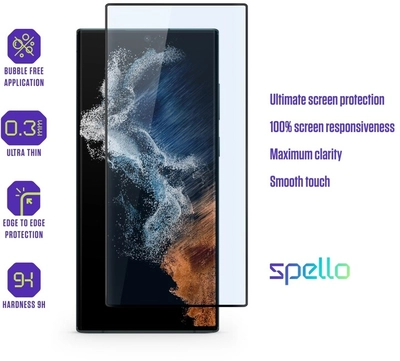 BUBBLE FREE
APPLICATION
0.3 mm
ULTRA THIN
EDGE TO EDGE
PROTECTION
9H
HARDNESS 9H
Ultimate screen protection
100% screen responsiveness
Maximum clarity
Smooth touch
spello